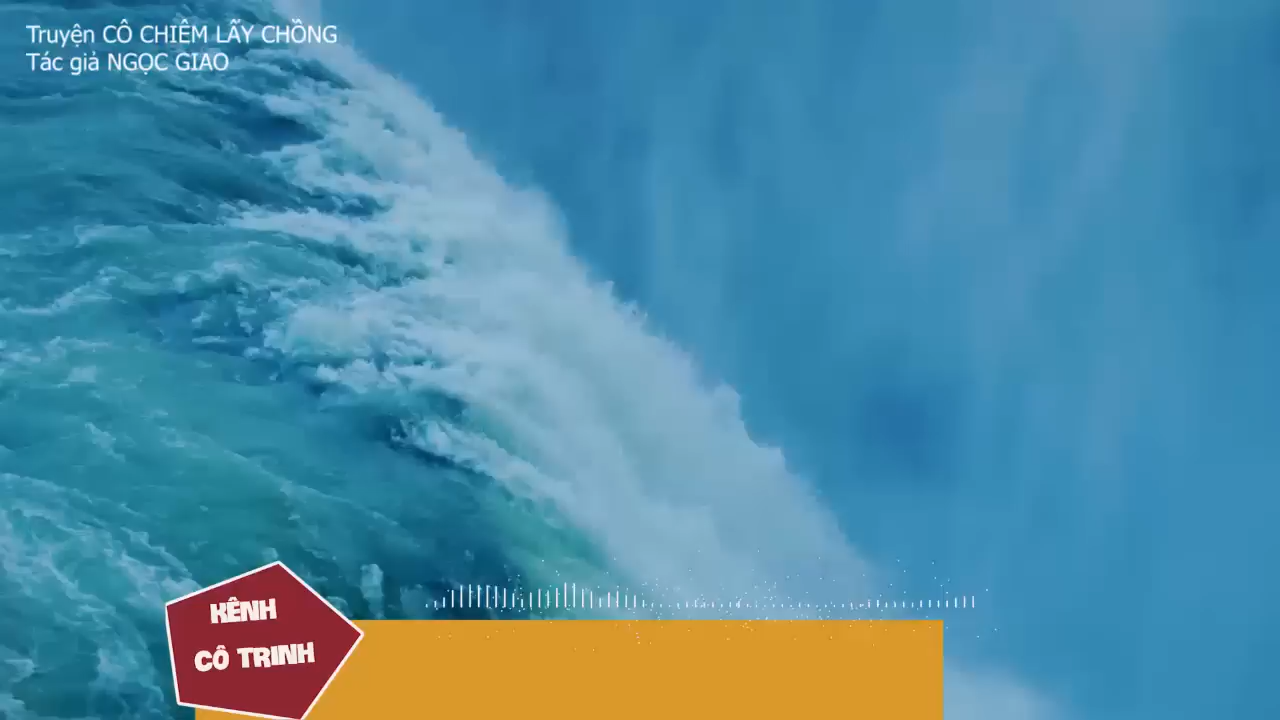 Truyện CÔ CHIÊM LẤY CHỒNG
Tác giả NGỌC GIAO
KÊNH
CÔ TRINH